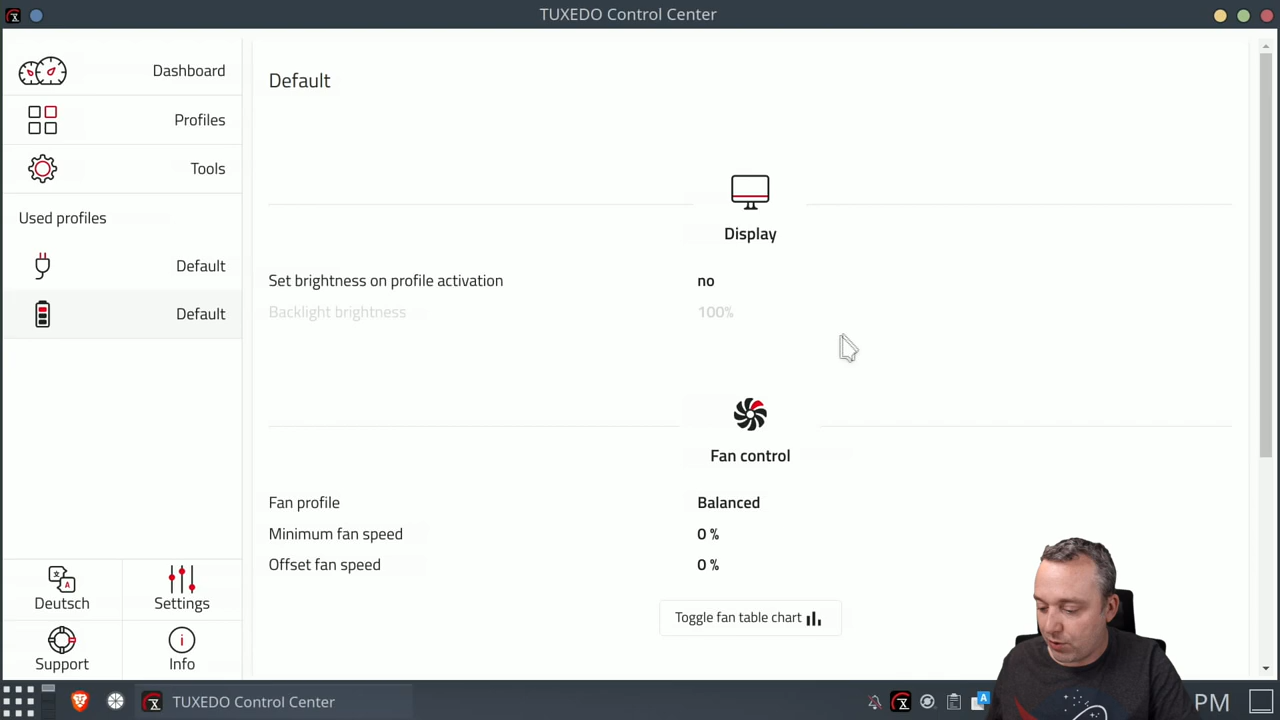 TUXEDO Control Center
Dashboard
Profiles
Tools
Used profiles
Default
Default
Deutsch
Settings
Support
Info
Default
Display
Set brightness on profile activation no
Backlight brightness 100%
Fan control
Fan profile Balanced
Minimum fan speed 0 %
Offset fan speed 0 %
Toggle fan table chart
TUXEDO Control Center
A
PM